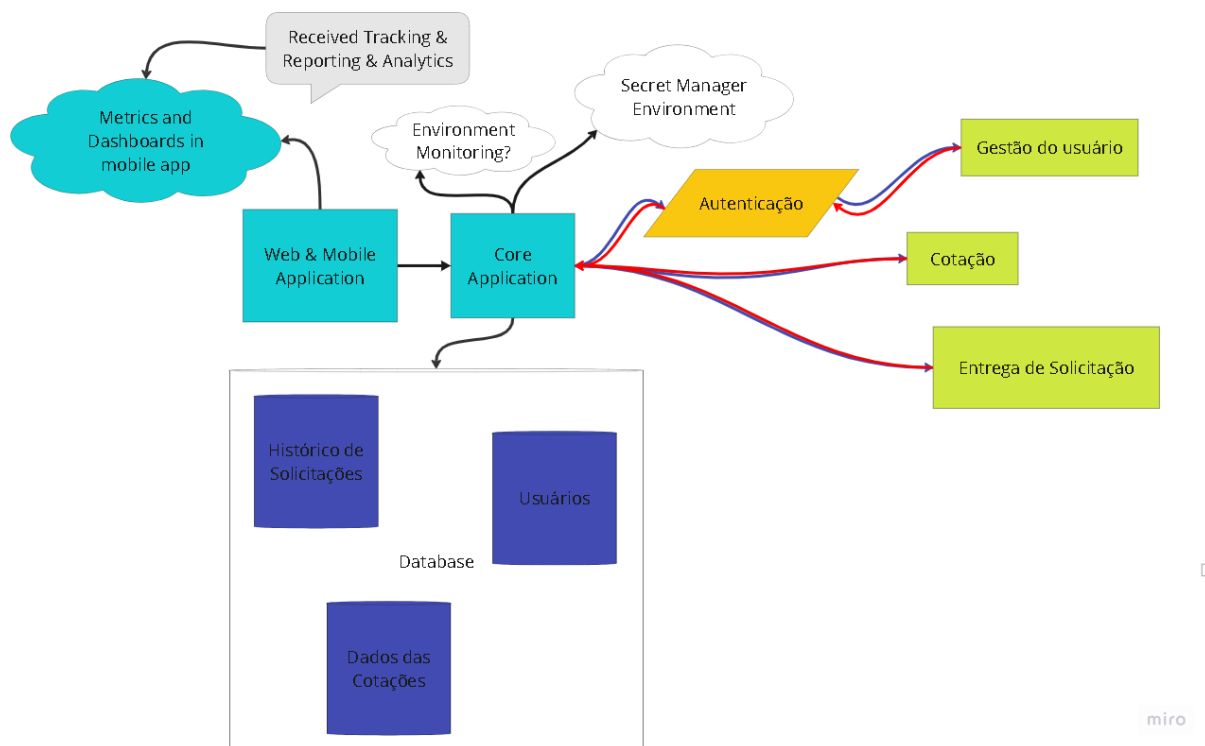 Received Tracking &
Reporting & Analytics
Secret Manager
Environment
Metrics and
Dashboards in
mobile app
Environment
Monitoring?
Gestão do usuário
Autenticação
Web & Mobile
Application
Core
Application
Cotação
Entrega de Solicitação
Histórico de
Solicitações
Usuários
Database
Dados das
Cotações
miro